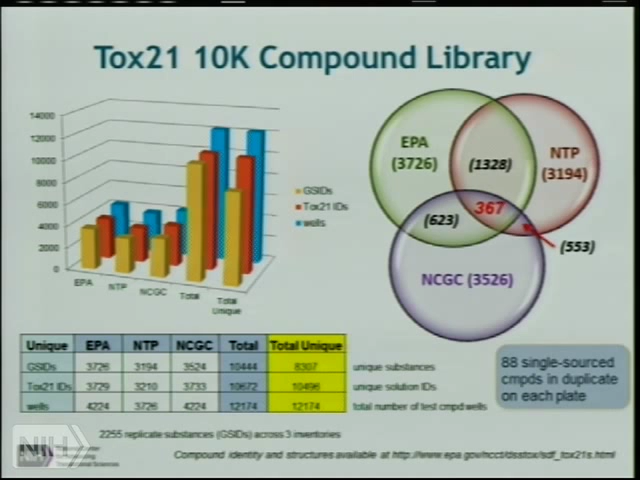 Tox21 10K Compound Library
14000
12000
10000
8000
6000
4000
2000
0
EPA
NTP
NCGC
Total
Total Unique
GSIDs
Tox21 IDs
wells
EPA
(3726)
(1328)
NTP
(3194)
(623)
367
(553)
NCGC (3526)
Unique EPA NTP NCGC Total Total Unique
GSIDs 3726 3194 3524 10444 8307 unique substances
Tox21 IDs 3729 3210 3733 10672 10496 unique solution IDs
wells 4224 3726 4224 12174 12174 total number of test cmpd wells
88 single-sourced
cmpds in duplicate
on each plate
2255 replicate substances (GSIDs) across 3 inventories
NIH
Compound identity and structures available at http://www.epa.gov/ncct/dsstox/sdf_tox21s.html